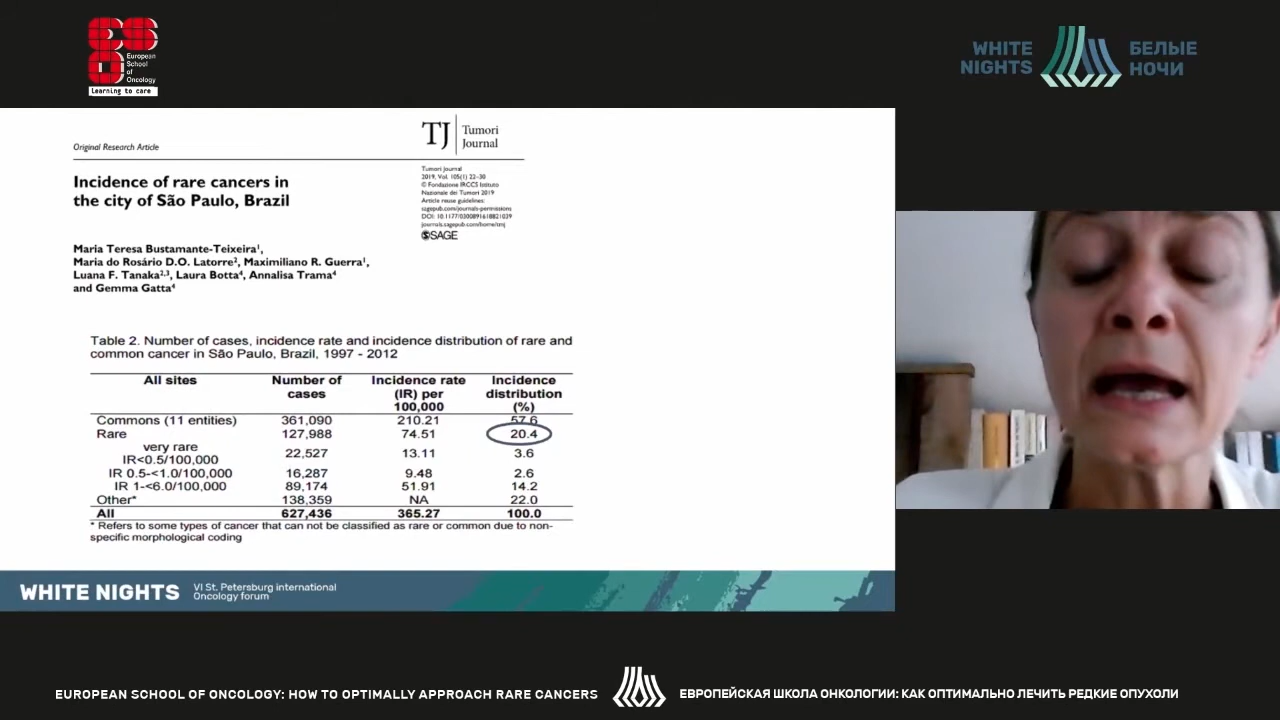 European
School
of
Oncology
Learning to care
WHITE
NIGHTS
БЕЛЫЕ
НОЧИ
Original Research Article
TJ Tumori
Journal
Incidence of rare cancers in
the city of São Paulo, Brazil
Tumori Journal
2019, Vol. 105(1) 22–30
© Fondazione IRCCS Istituto
Nazionale dei Tumori 2019
Article reuse guidelines:
sagepub.com/journals-permissions
DOI: 10.1177/0300891618821039
journals.sagepub.com/home/tmj
SAGE
Maria Teresa Bustamante-Teixeira¹,
Maria do Rosário D.O. Latorre², Maximiliano R. Guerra¹,
Luana F. Tanaka²,³, Laura Botta⁴, Annalisa Trama⁴
and Gemma Gatta⁴
Table 2. Number of cases, incidence rate and incidence distribution of rare and
common cancer in São Paulo, Brazil, 1997 - 2012
All sites Number of cases Incidence rate (IR) per 100,000 Incidence distribution (%)
Commons (11 entities) 361,090 210.21 57.6
Rare 127,988 74.51 20.4
very rare
IR<0.5/100,000 22,527 13.11 3.6
IR 0.5-<1.0/100,000 16,287 9.48 2.6
IR 1-<6.0/100,000 89,174 51.91 14.2
Other* 138,359 NA 22.0
All 627,436 365.27 100.0
* Refers to some types of cancer that can not be classified as rare or common due to non-
specific morphological coding
WHITE NIGHTS
VI St. Petersburg international
Oncology forum
EUROPEAN SCHOOL OF ONCOLOGY: HOW TO OPTIMALLY APPROACH RARE CANCERS
ЕВРОПЕЙСКАЯ ШКОЛА ОНКОЛОГИИ: КАК ОПТИМАЛЬНО ЛЕЧИТЬ РЕДКИЕ ОПУХОЛИ